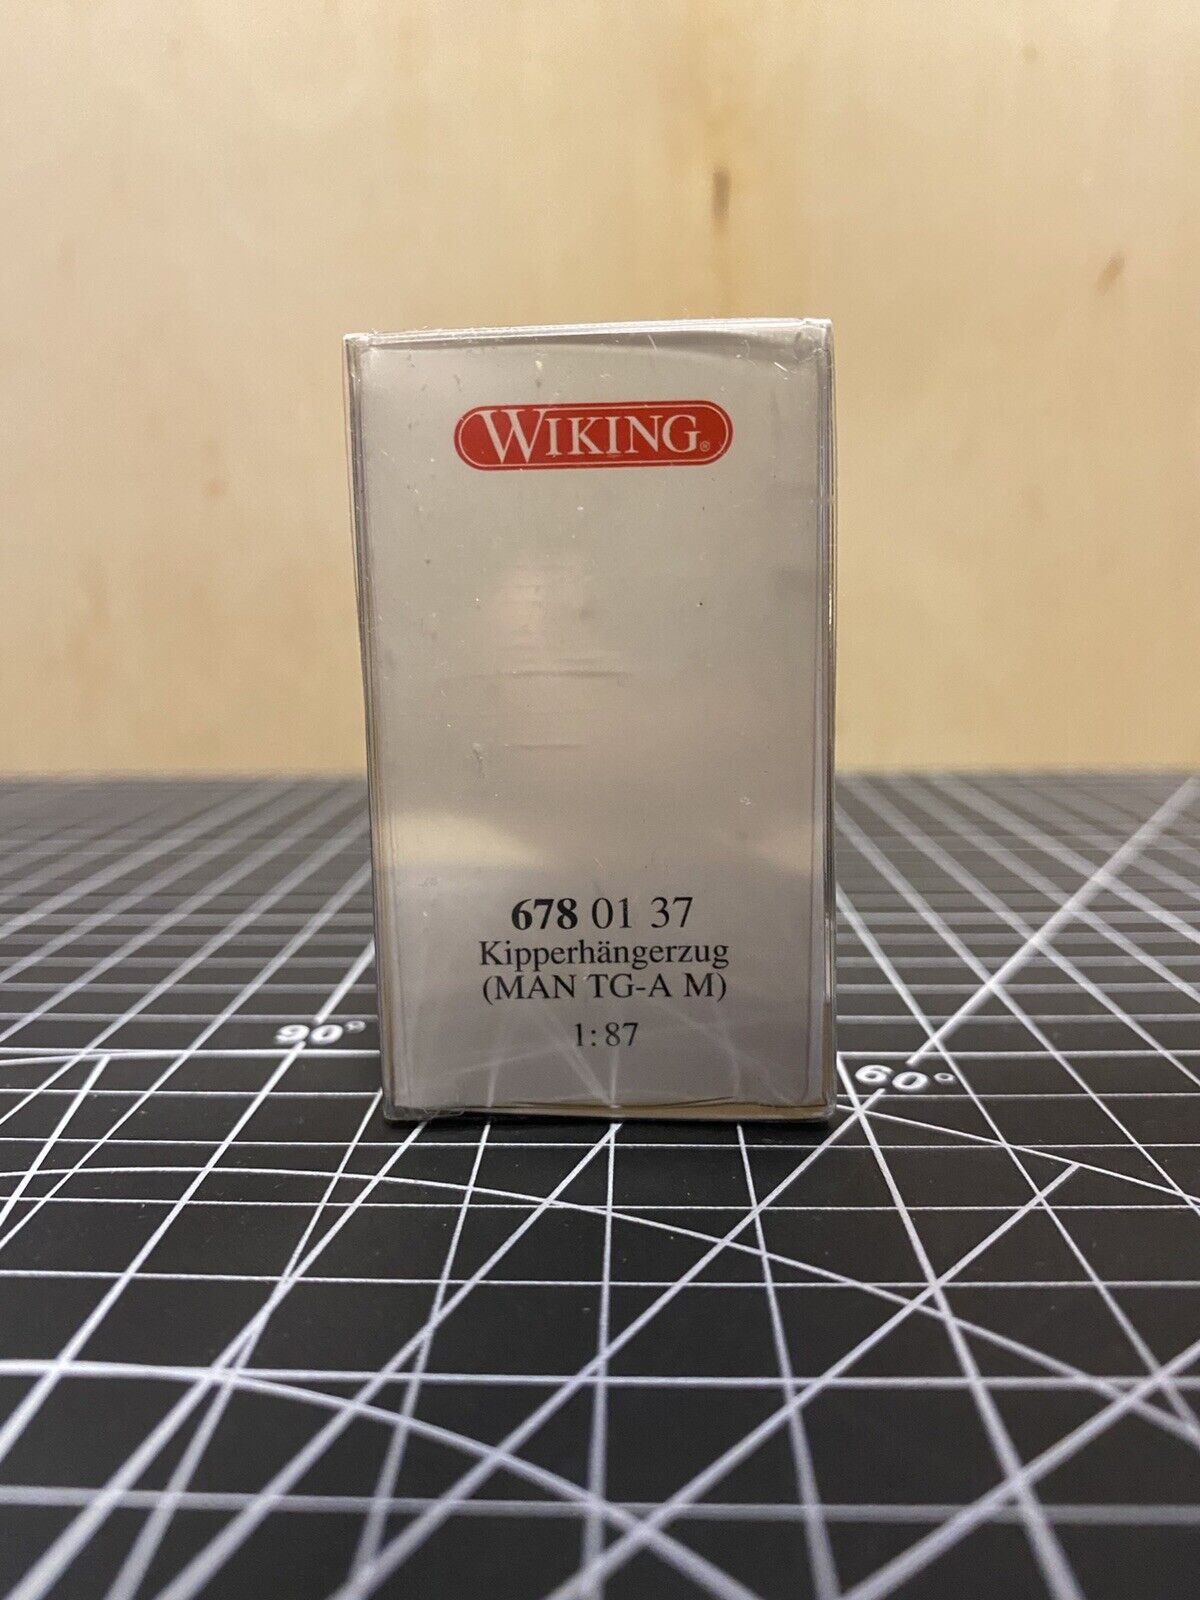 WIKING®
678 01 37
Kipperhängerzug
(MAN TG-A M)
1:87
90°
60°